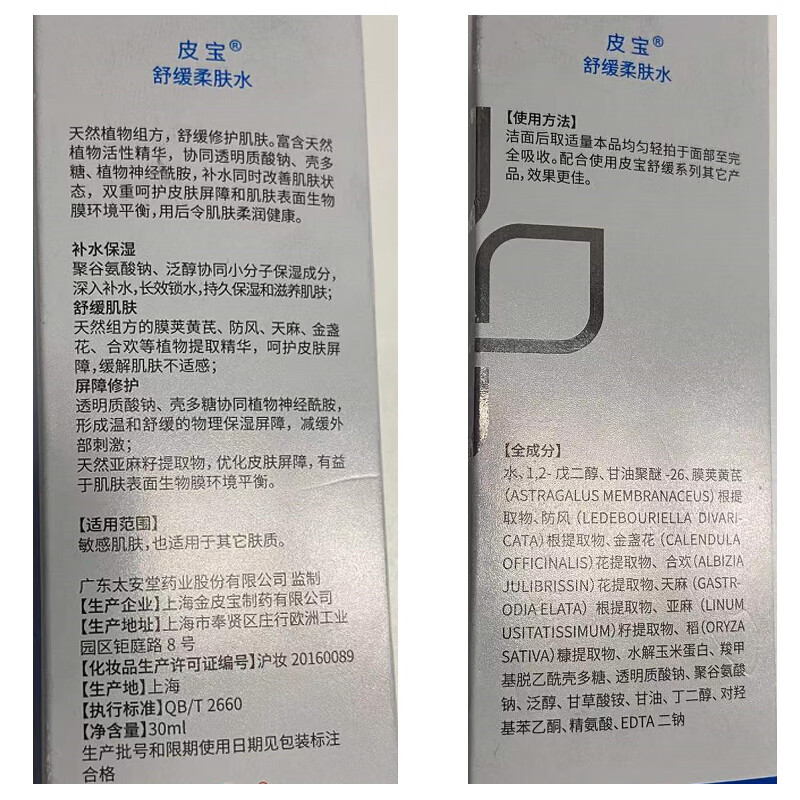 皮宝®
舒缓柔肤水
天然植物组方，舒缓修护肌肤。富含天然
植物活性精华，协同透明质酸钠、壳多
糖、植物神经酰胺，补水同时改善肌肤状
态，双重呵护皮肤屏障和肌肤表面生物
膜环境平衡，用后令肌肤柔润健康。
补水保湿
聚谷氨酸钠、泛醇协同小分子保湿成分，
深入补水，长效锁水，持久保湿和滋养肌肤；
舒缓肌肤
天然组方的膜荚黄芪、防风、天麻、金盏
花、合欢等植物提取精华，呵护皮肤屏
障，缓解肌肤不适感；
屏障修护
透明质酸钠、壳多糖协同植物神经酰胺，
形成温和舒缓的物理保湿屏障，减缓外
部刺激；
天然亚麻籽提取物，优化皮肤屏障，有益
于肌肤表面生物膜环境平衡。
【适用范围】
敏感肌肤，也适用于其它肤质。
广东太安堂药业股份有限公司 监制
【生产企业】上海金皮宝制药有限公司
【生产地址】上海市奉贤区庄行欧洲工业
园区钜庭路 8 号
【化妆品生产许可证编号】沪妆 20160089
【生产地】上海
【执行标准】QB/T 2660
【净含量】30ml
生产批号和限期使用日期见包装标注
合格
皮宝®
舒缓柔肤水
【使用方法】
洁面后取适量本品均匀轻拍于面部至完
全吸收。配合使用皮宝舒缓系列其它产
品，效果更佳。
【全成分】
水、1,2- 戊二醇、甘油聚醚 -26、膜荚黄芪
(ASTRAGALUS MEMBRANACEUS) 根提
取物、防风 (LEDEBOURIELLA DIVARI-
CATA) 根提取物、金盏花 (CALENDULA
OFFICINALIS) 花提取物、合欢 (ALBIZIA
JULIBRISSIN) 花提取物、天麻 (GASTR-
ODIA ELATA) 根提取物、亚麻 (LINUM
USITATISSIMUM) 籽提取物、稻 (ORYZA
SATIVA) 糠提取物、水解玉米蛋白、羧甲
基脱乙酰壳多糖、透明质酸钠、聚谷氨酸
钠、泛醇、甘草酸铵、甘油、丁二醇、对羟
基苯乙酮、精氨酸、EDTA 二钠